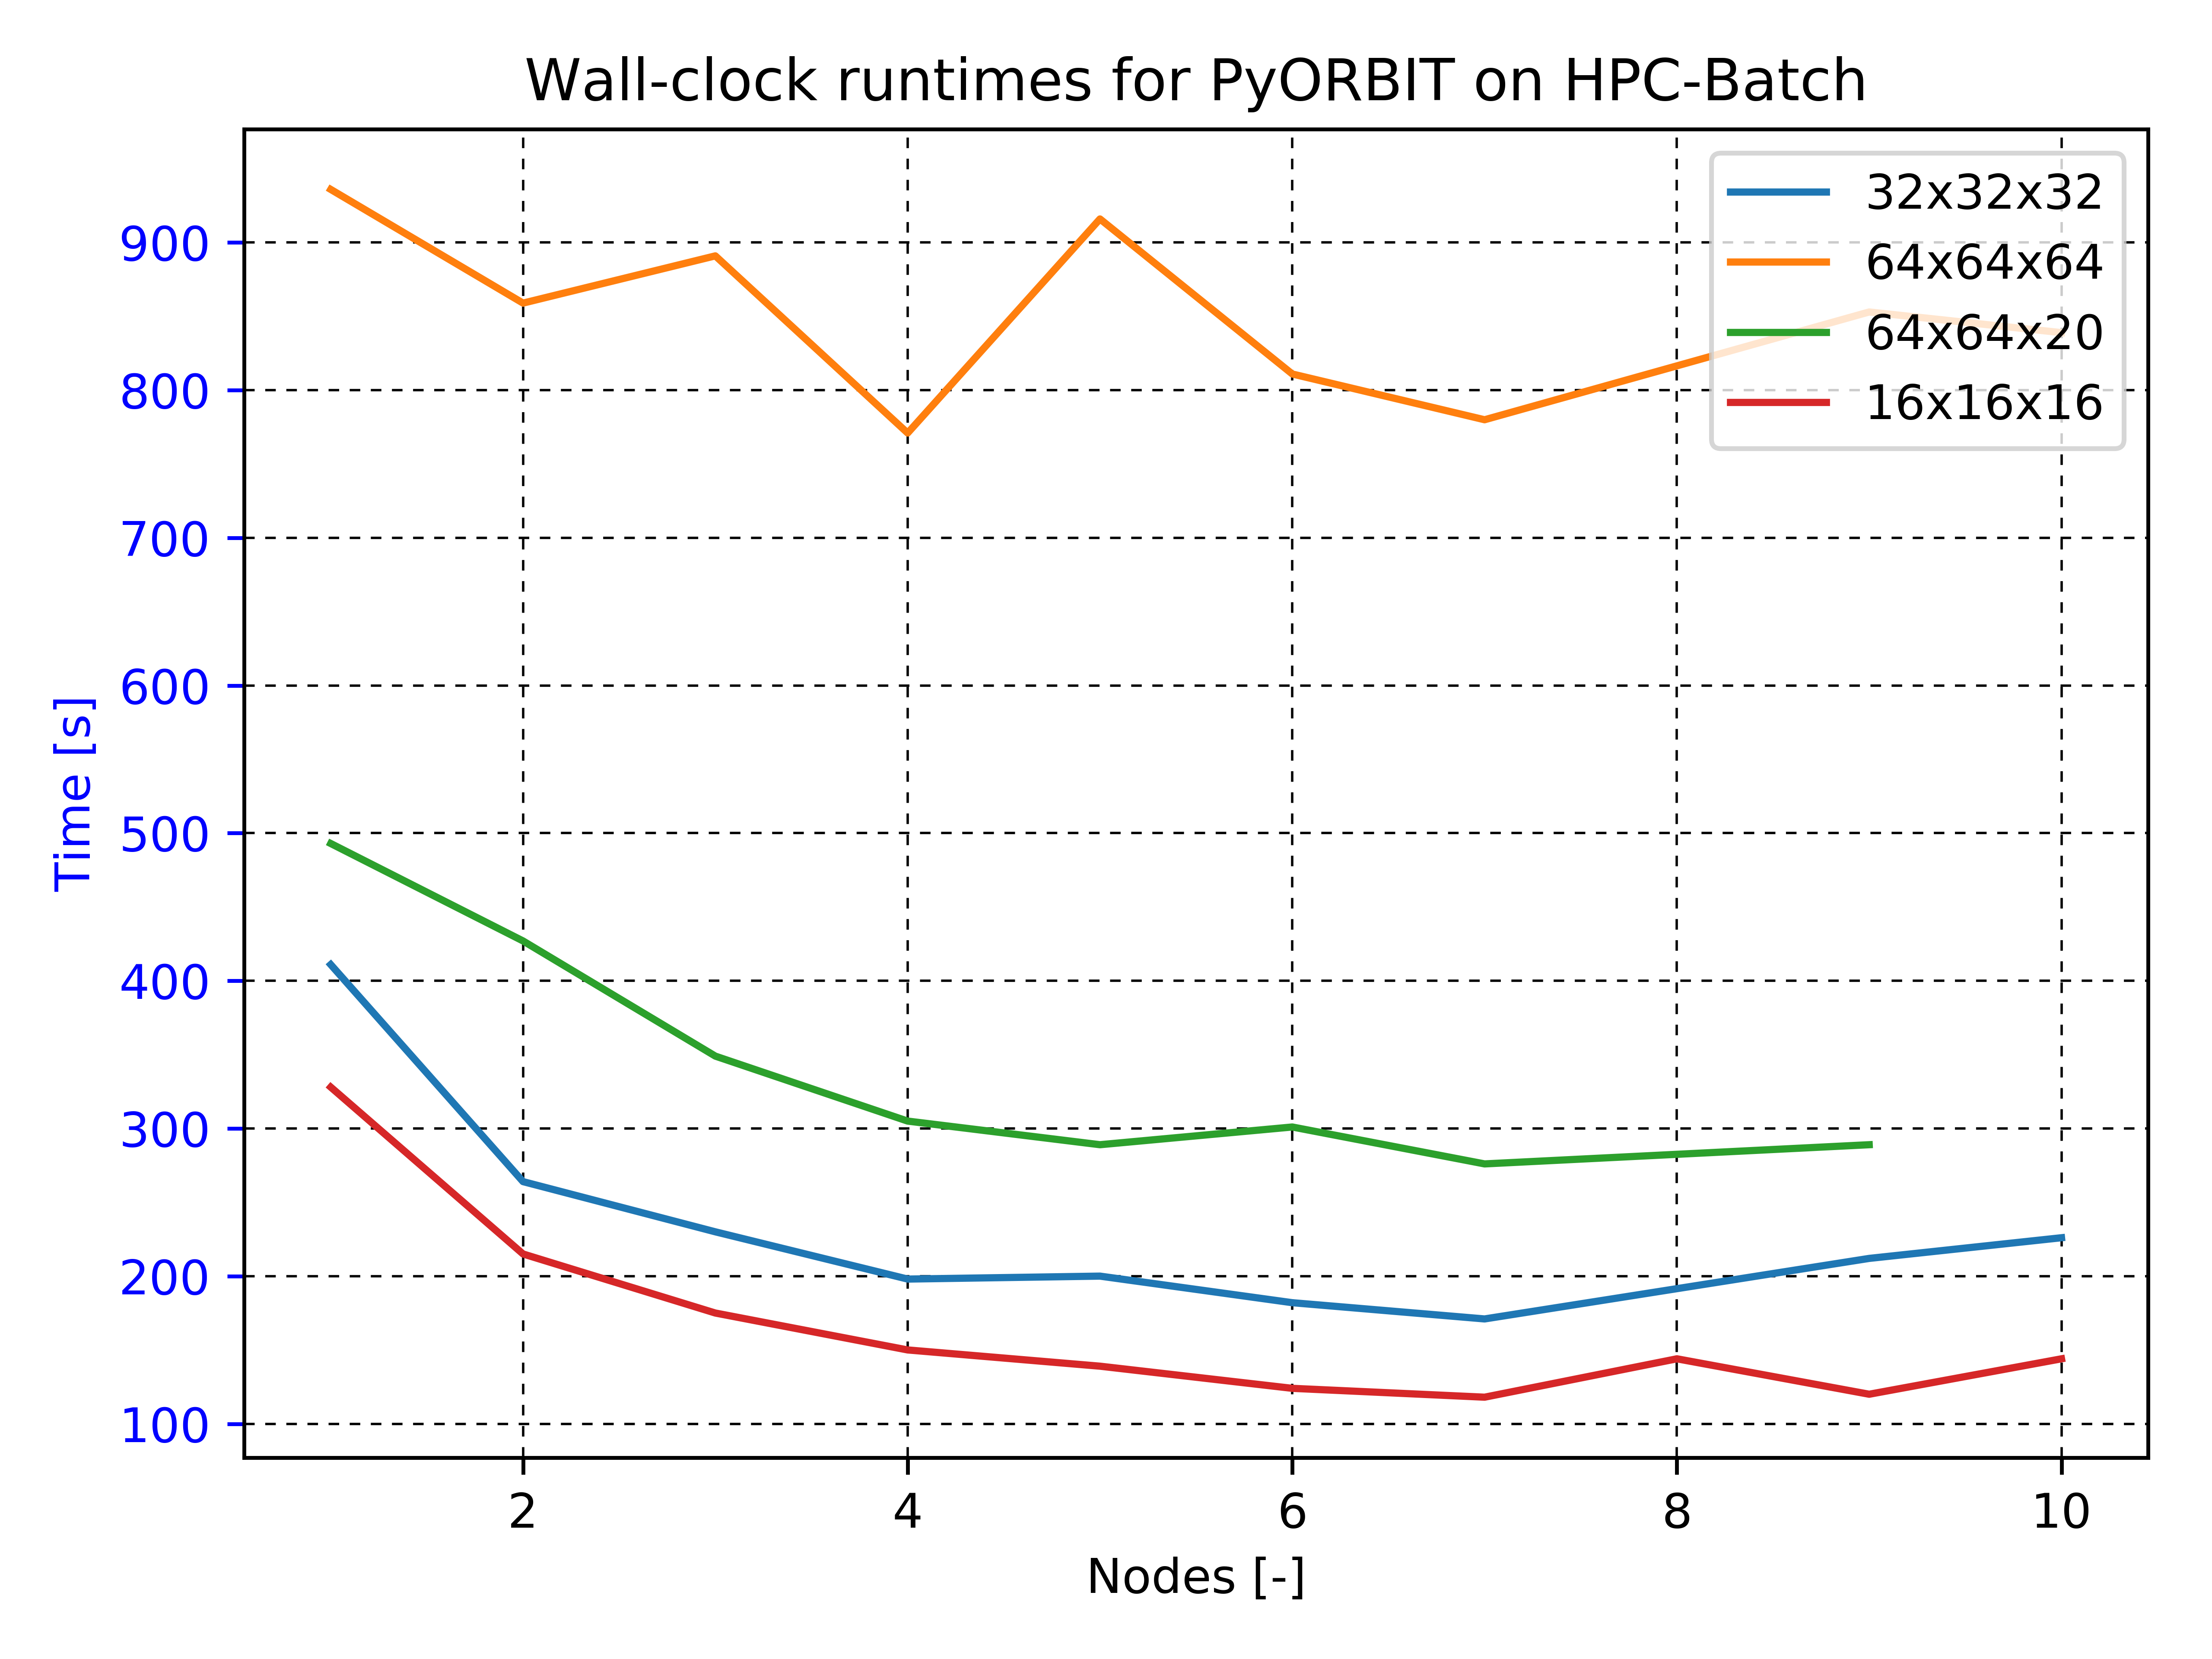 Wall-clock runtimes for PyORBIT on HPC-Batch
32x32x32
64x64x64
64x64x20
16x16x16
900
800
700
600
500
400
300
200
100
Time [s]
2 4 6 8 10
Nodes [-]